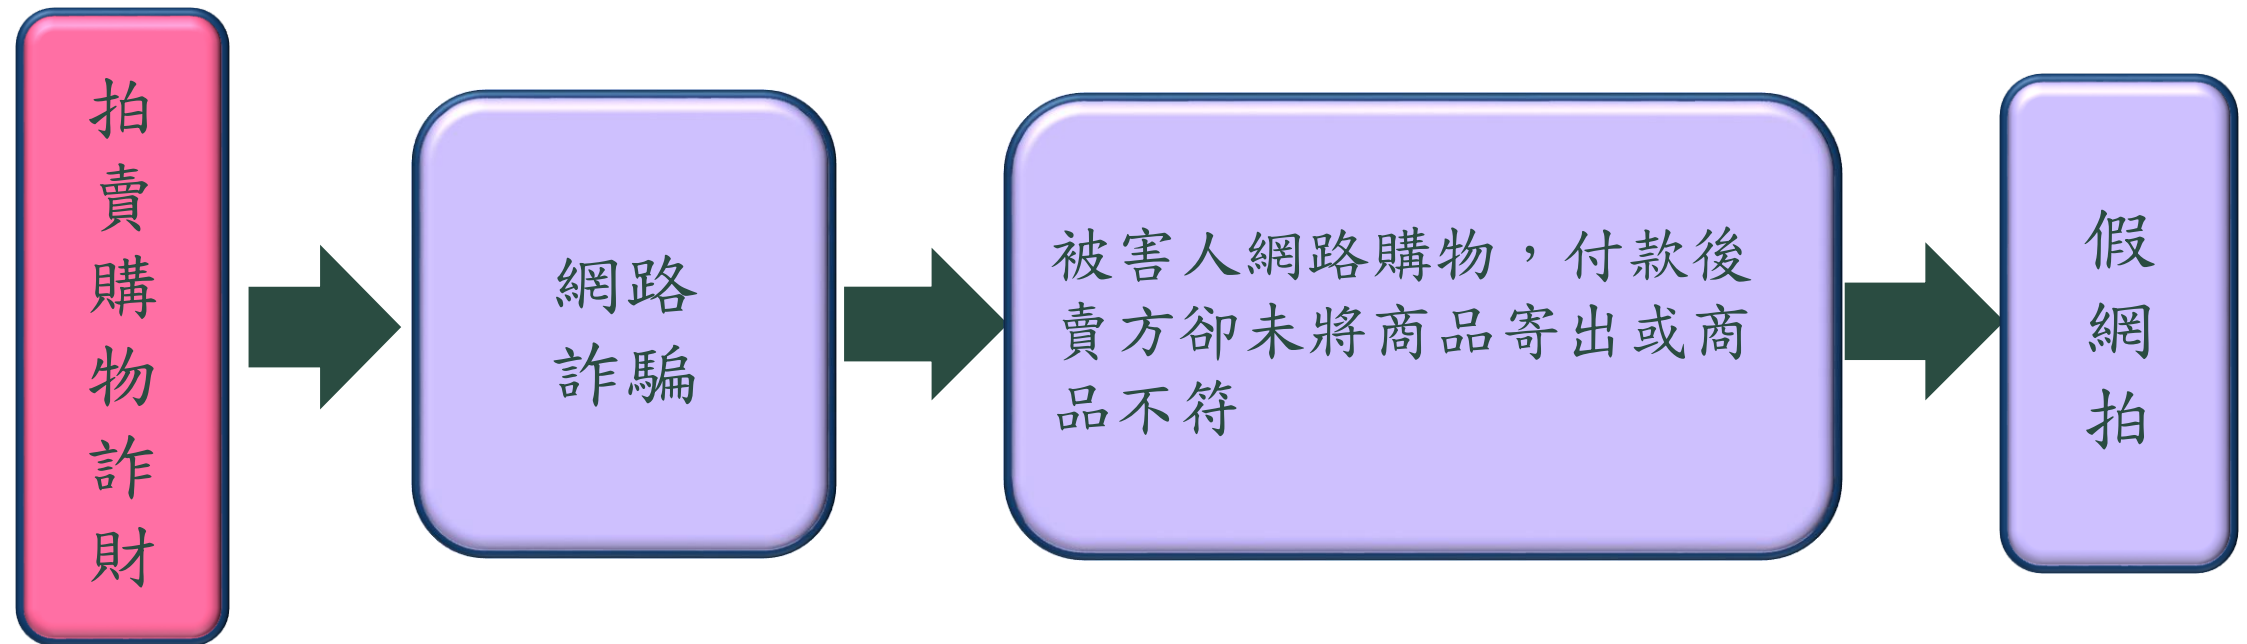 拍賣購物詐財
網路
詐騙
被害人網路購物，付款後
賣方卻未將商品寄出或商
品不符
假網拍